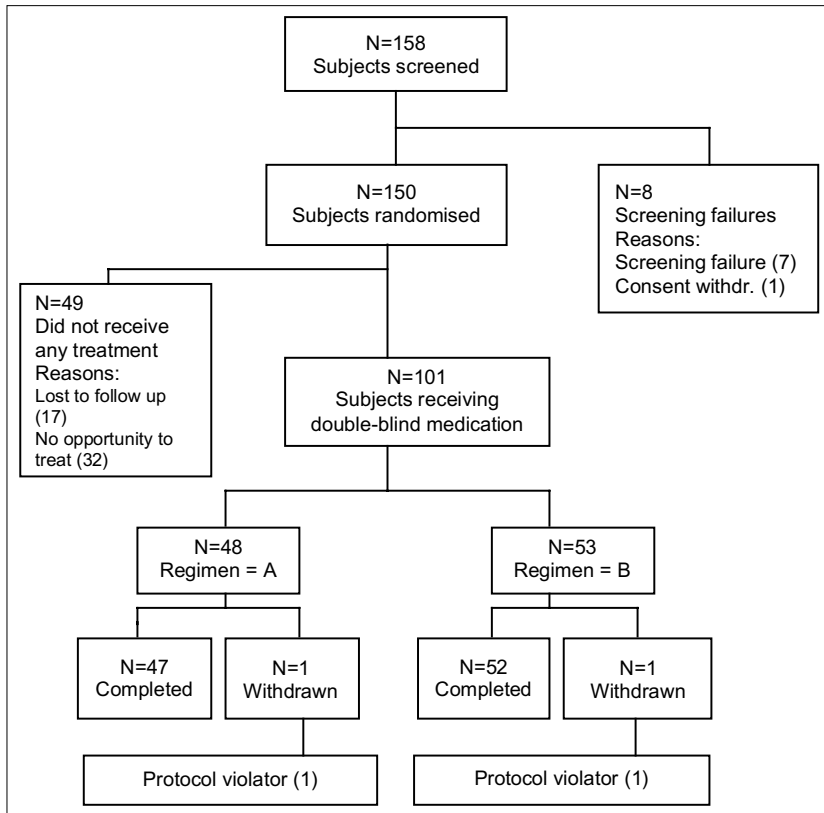 N=158
Subjects screened
N=150
Subjects randomised
N=8
Screening failures
Reasons:
Screening failure (7)
Consent withdr. (1)
N=49
Did not receive
any treatment
Reasons:
Lost to follow up
(17)
No opportunity to
treat (32)
N=101
Subjects receiving
double-blind medication
N=48
Regimen = A
N=53
Regimen = B
N=47
Completed
N=1
Withdrawn
N=52
Completed
N=1
Withdrawn
Protocol violator (1)
Protocol violator (1)